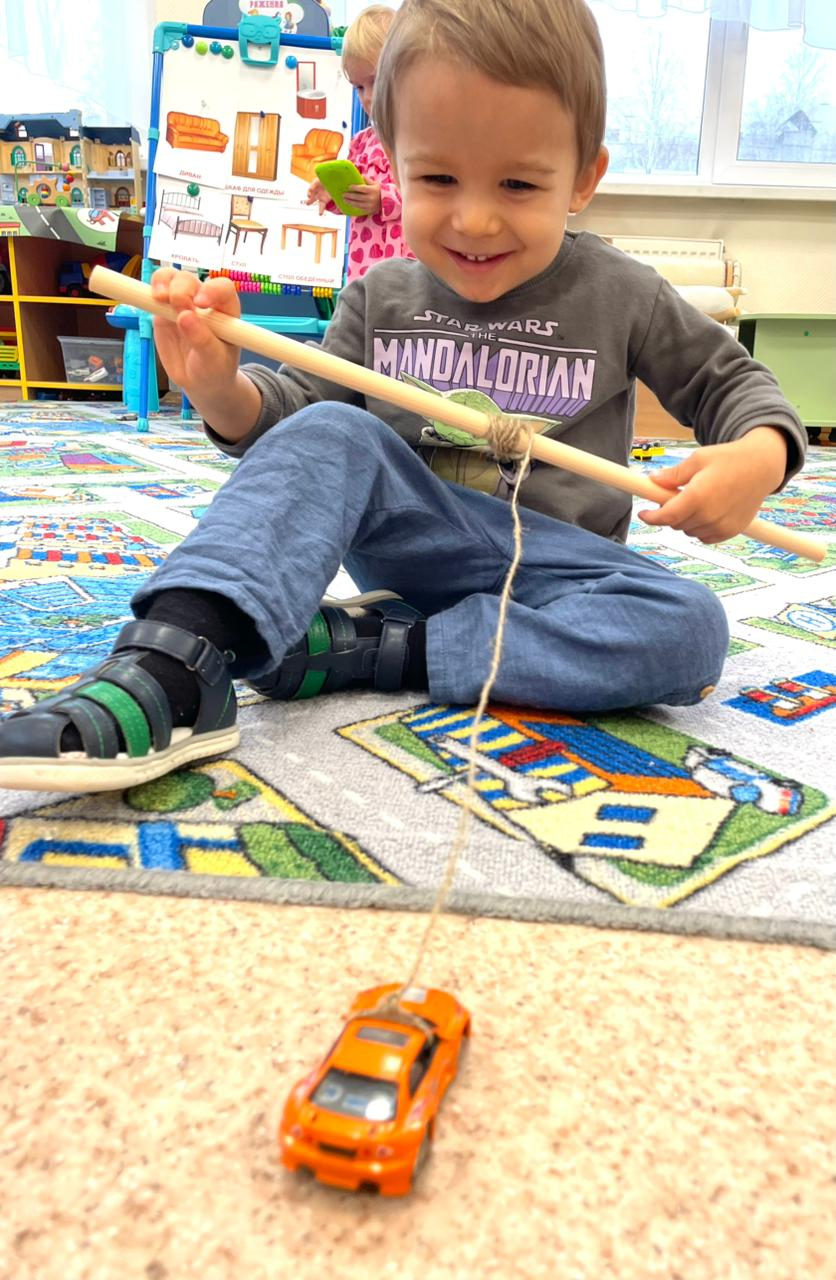 ДИВАН
ШКАФ ДЛЯ ОДЕЖДЫ
КРОВАТЬ
СТУЛ
СТОЛ ОБЕДЕННЫЙ
STAR WARS
THE
MANDALORIAN